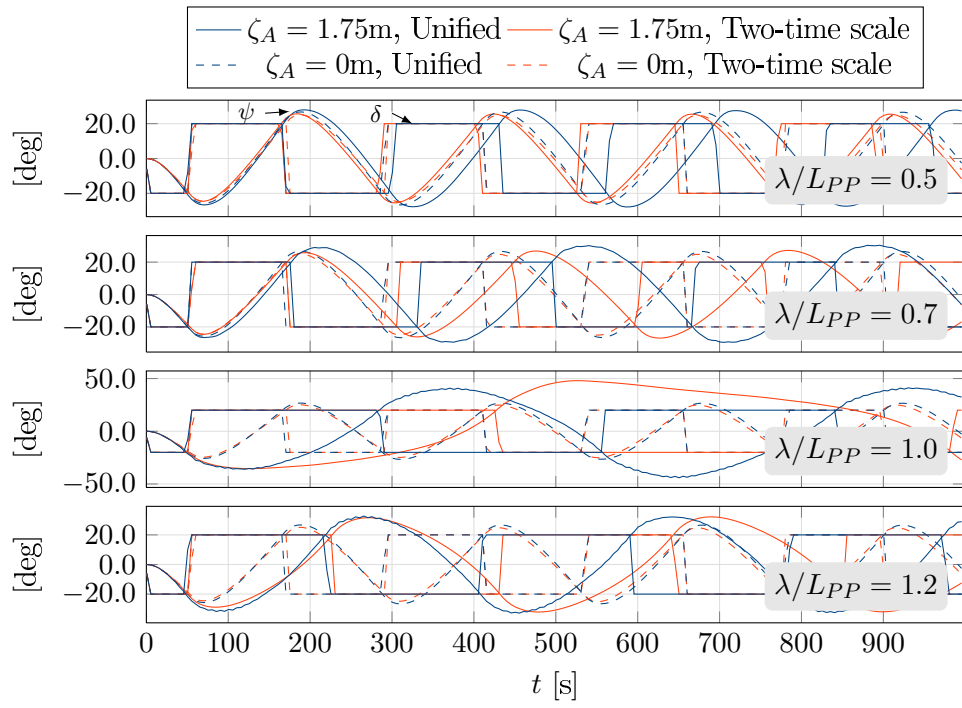 ζ_A = 1.75m, Unified ζ_A = 1.75m, Two-time scale
ζ_A = 0m, Unified ζ_A = 0m, Two-time scale
ψ δ
20.0
0.0
−20.0
[deg]
λ/L_PP = 0.5
20.0
0.0
−20.0
[deg]
λ/L_PP = 0.7
50.0
0.0
−50.0
[deg]
λ/L_PP = 1.0
20.0
0.0
−20.0
[deg]
λ/L_PP = 1.2
0 100 200 300 400 500 600 700 800 900
t [s]